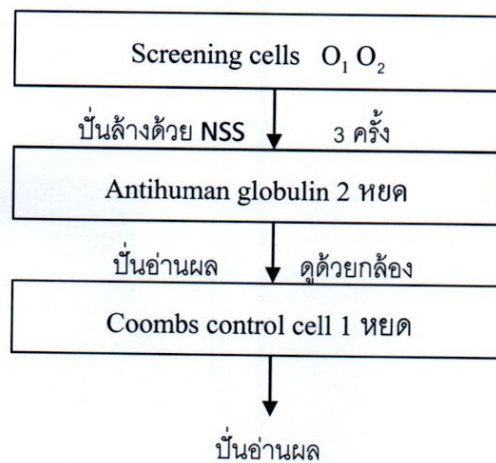 Screening cells O₁ O₂
ปั่นล้างด้วย NSS 3 ครั้ง
Antihuman globulin 2 หยด
ปั่นอ่านผล ดูด้วยกล้อง
Coombs control cell 1 หยด
ปั่นอ่านผล